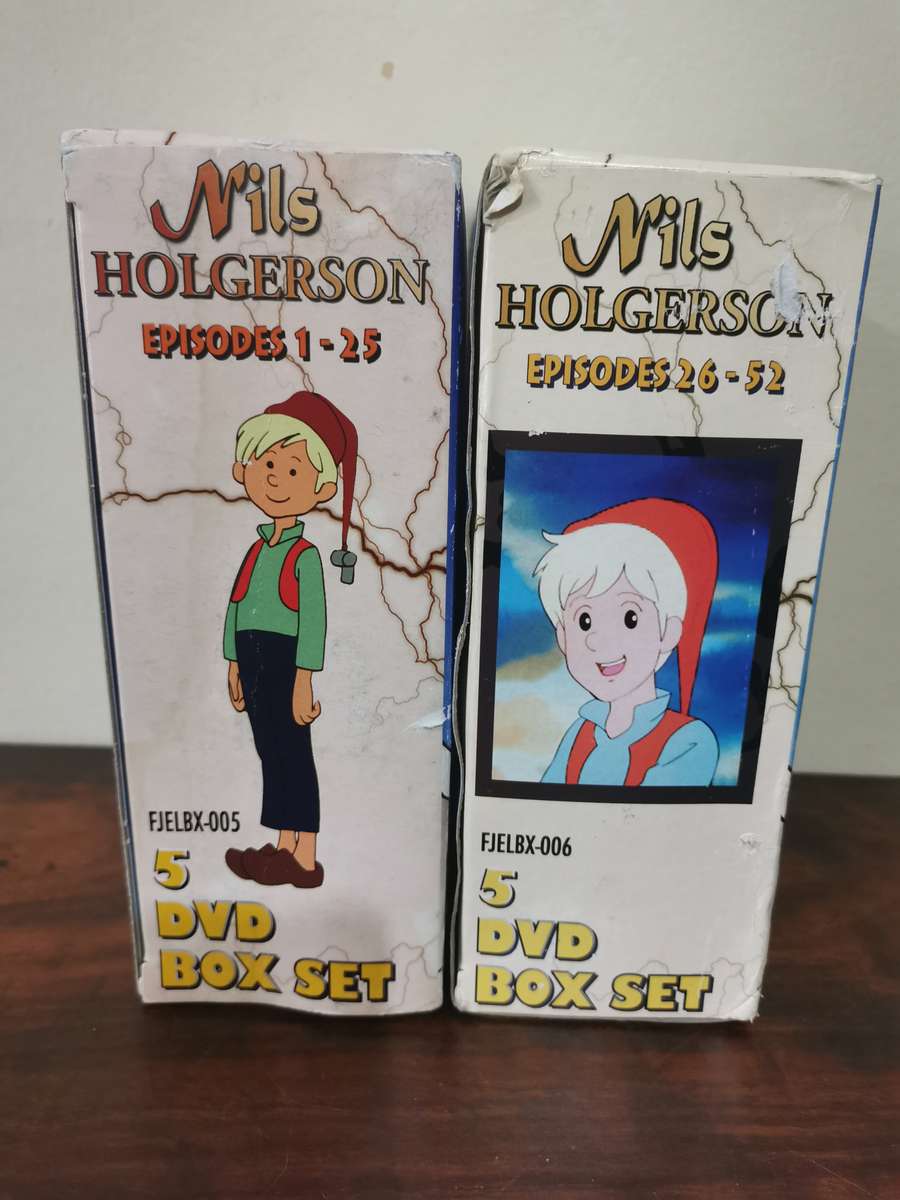 Nils
HOLGERSON
EPISODES 1 - 25
FJELBX-005
5
DVD
BOX SET
Nils
HOLGERSON
EPISODES 26 - 52
FJELBX-006
5
DVD
BOX SET